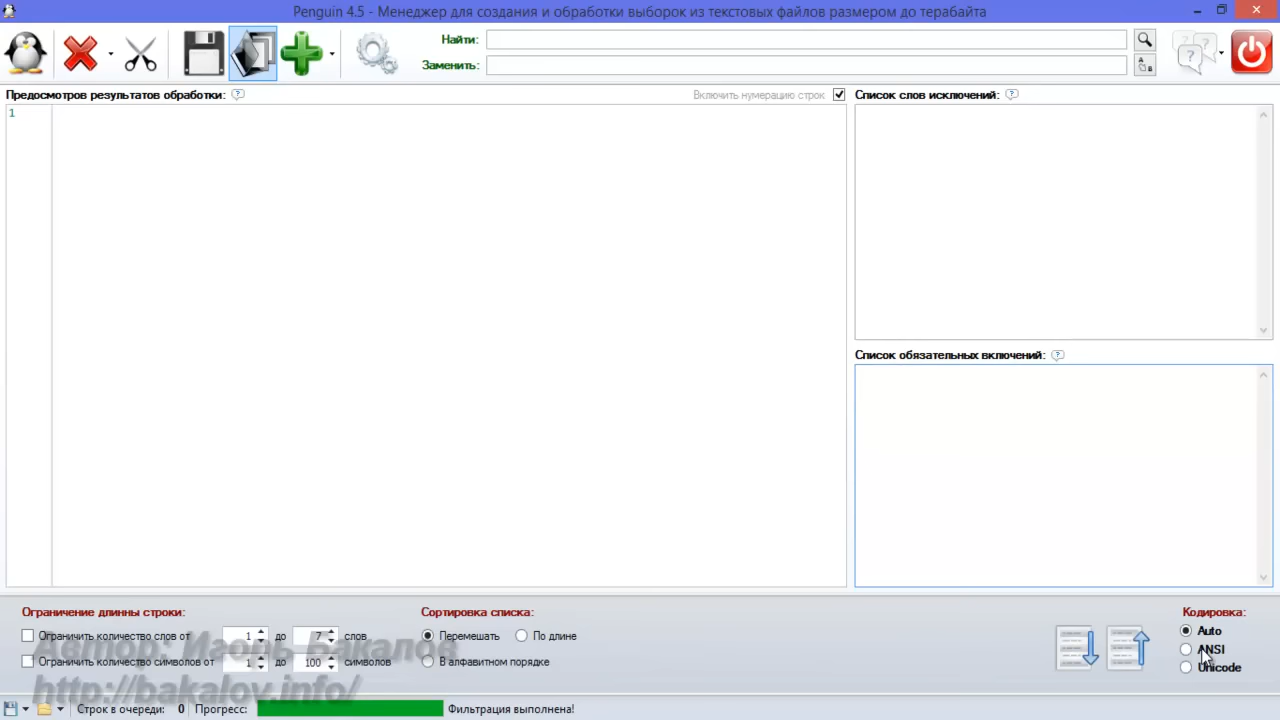 Penguin 4.5 - Менеджер для создания и обработки выборок из текстовых файлов размером до терабайта
Найти:
Заменить:
Предосмотров результатов обработки:
Включить нумерацию строк
Список слов исключений:
1
Список обязательных включений:
Ограничение длинны строки:
Ограничить количество слов от 1 до 7 слов
Ограничить количество символов от 1 до 100 символов
Сортировка списка:
Перемешать
По длине
В алфавитном порядке
Кодировка:
Auto
ANSI
Unicode
Автор: Игорь Бакалов
http://bakalov.info/
Строк в очереди: 0 Прогресс: Фильтрация выполнена!